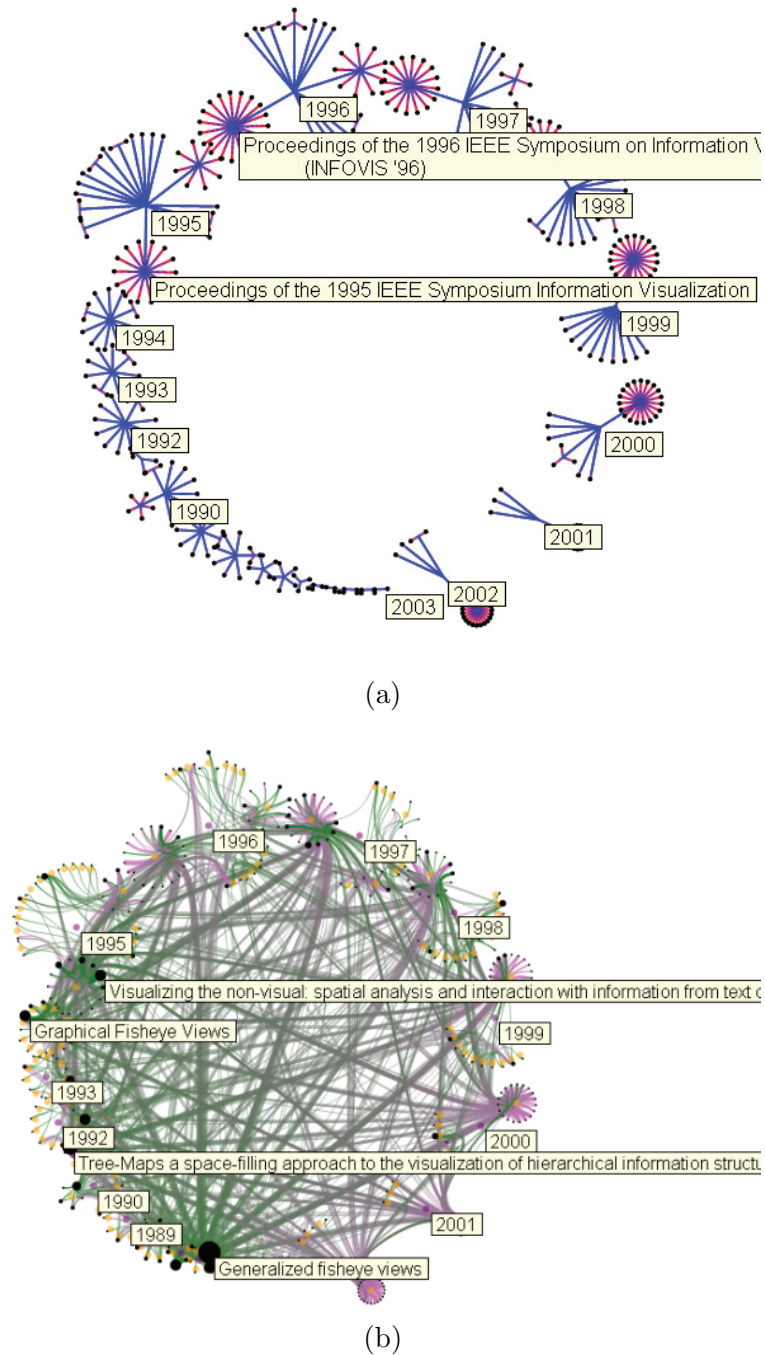 1996
1997
Proceedings of the 1996 IEEE Symposium on Information V
(INFOVIS '96)
1998
1995
Proceedings of the 1995 IEEE Symposium Information Visualization
1994
1999
1993
1992
2000
1990
2001
2002
2003
(a)
1996
1997
1998
1995
Visualizing the non-visual: spatial analysis and interaction with information from text
Graphical Fisheye Views
1999
1993
1992
2000
Tree-Maps a space-filling approach to the visualization of hierarchical information
1990
2001
1989
Generalized fisheye views
(b)